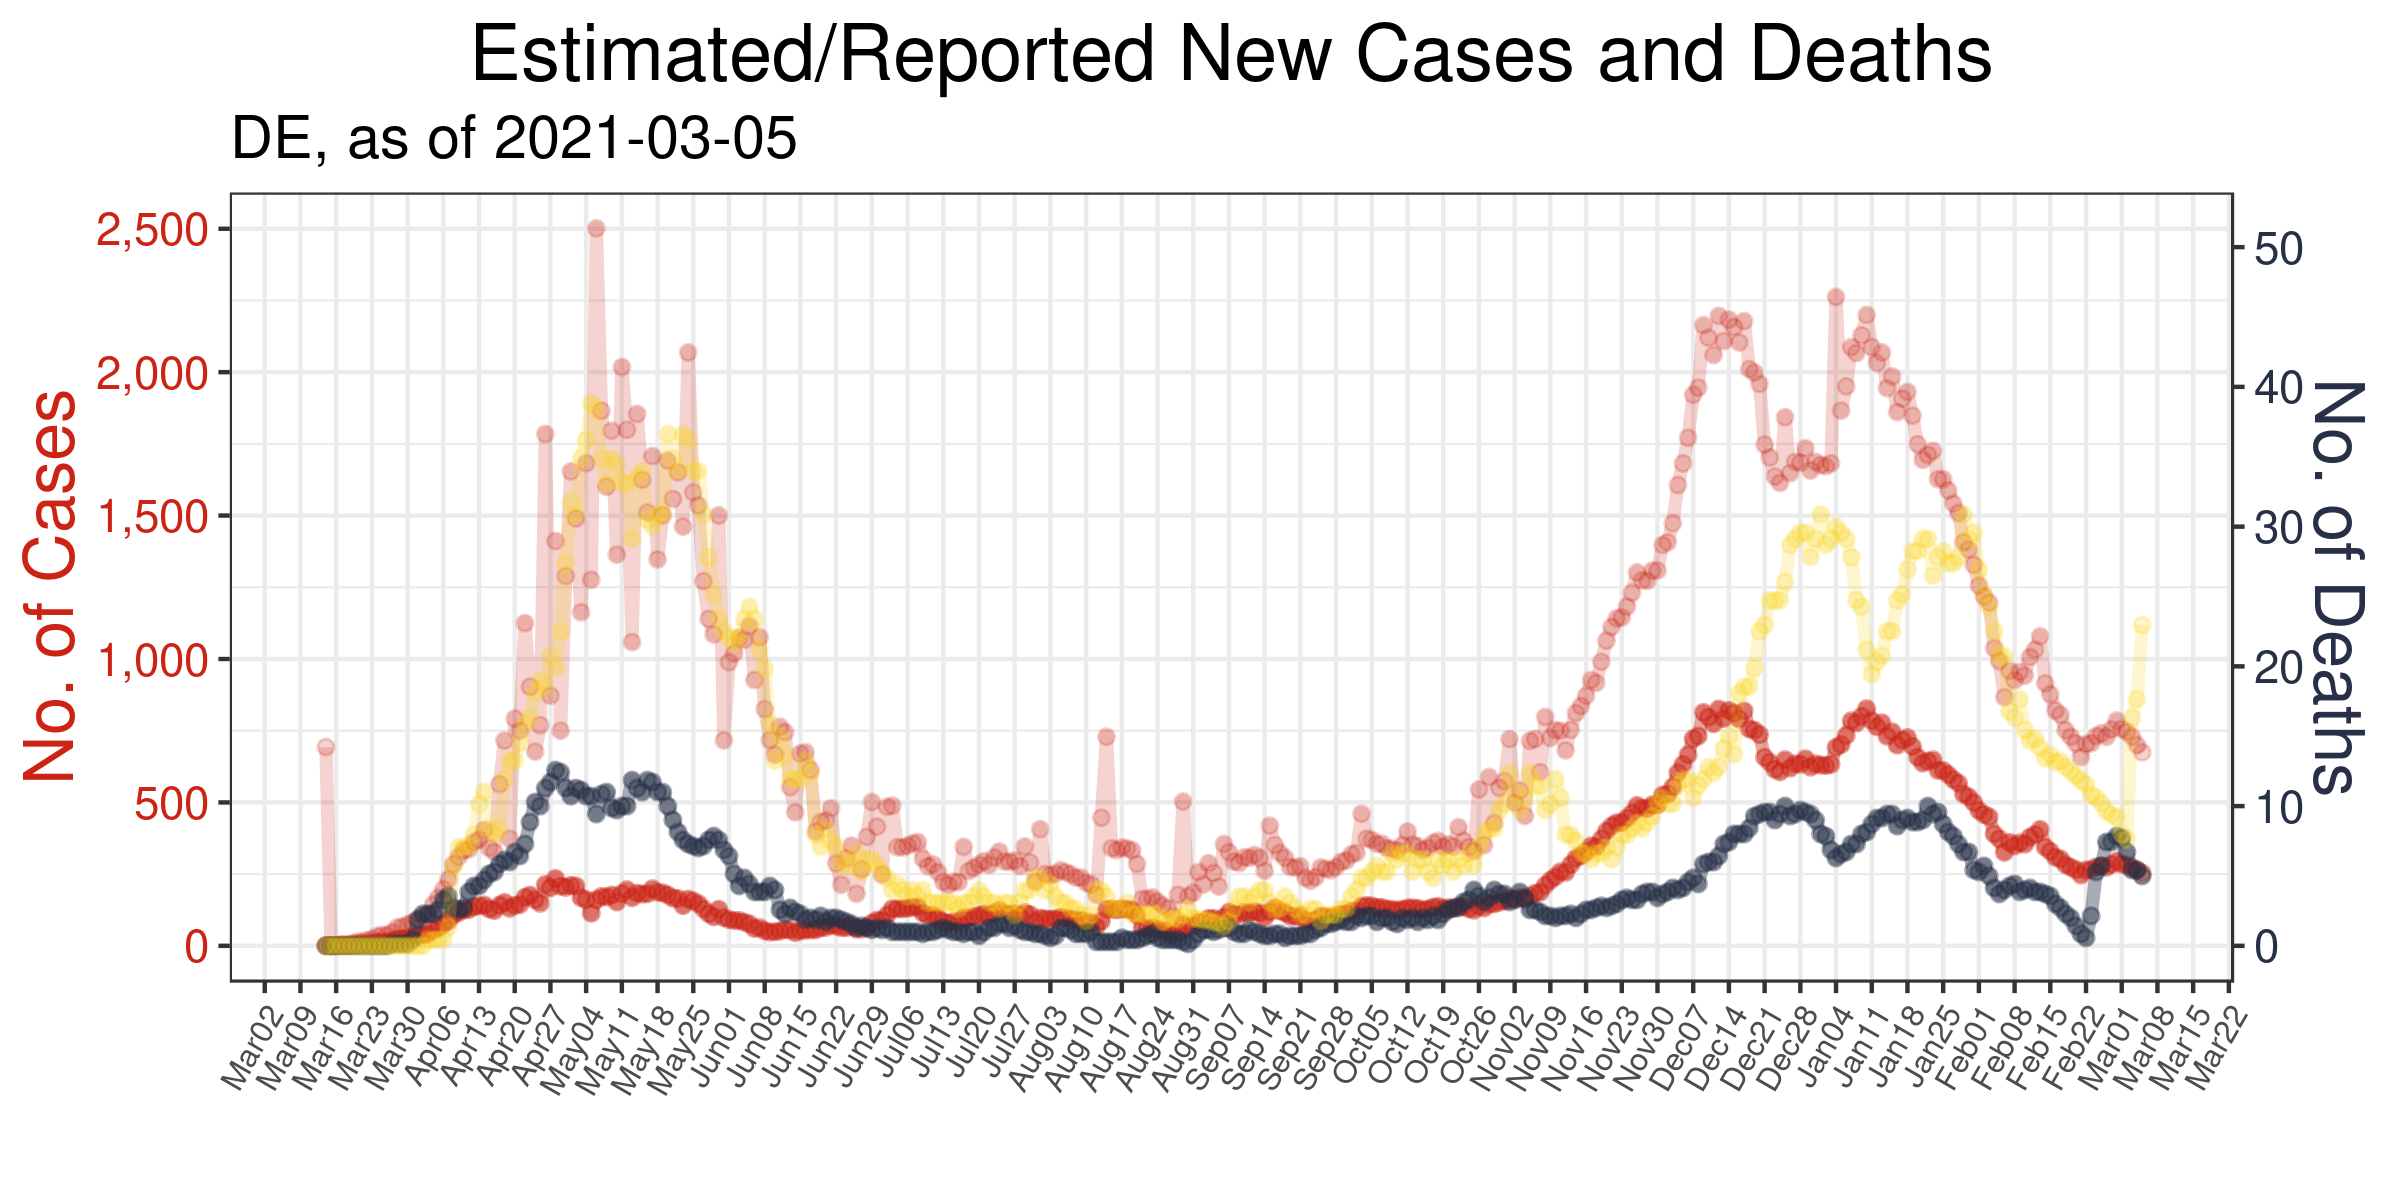 Estimated/Reported New Cases and Deaths
DE, as of 2021-03-05
No. of Cases
2,500
2,000
1,500
1,000
500
0
50
40
30
20
10
0
No. of Deaths
Mar02
Mar09
Mar16
Mar23
Mar30
Apr06
Apr13
Apr20
Apr27
May04
May11
May18
May25
Jun01
Jun08
Jun15
Jun22
Jun29
Jul06
Jul13
Jul20
Jul27
Aug03
Aug10
Aug17
Aug24
Aug31
Sep07
Sep14
Sep21
Sep28
Oct05
Oct12
Oct19
Oct26
Nov02
Nov09
Nov16
Nov23
Nov30
Dec07
Dec14
Dec21
Dec28
Dec04
Jan11
Jan18
Jan25
Jan25
Feb01
Feb08
Feb15
Feb22
Mar01
Mar08
Mar15
Mar22